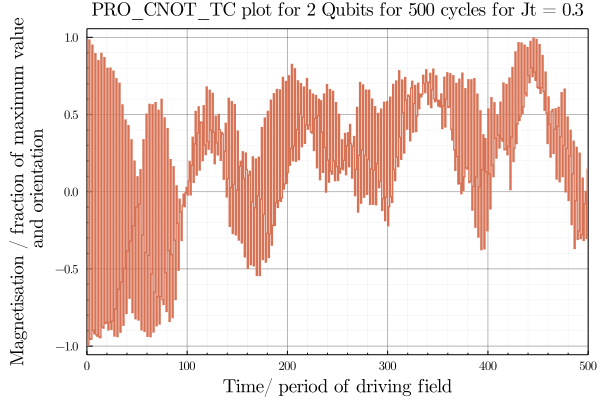 PRO_CNOT_TC plot for 2 Qubits for 500 cycles for Jt = 0.3
Magnetisation / fraction of maximum value
and orientation
1.0
0.5
0.0
−0.5
−1.0
0 100 200 300 400 500
Time/ period of driving field